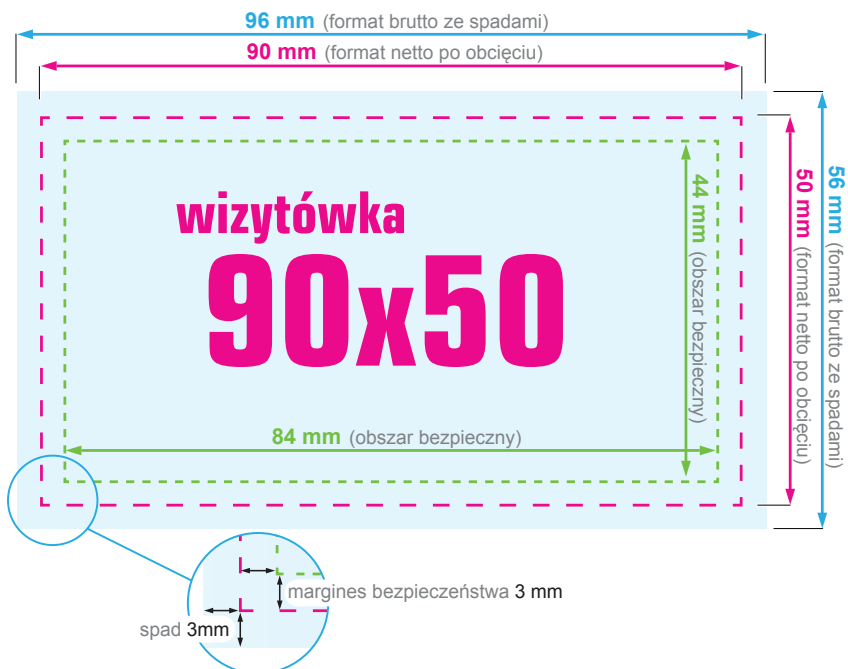 96 mm (format brutto ze spadami)
90 mm (format netto po obcięciu)
wizytówka
90x50
44 mm (obszar bezpieczny)
50 mm (format netto po obcięciu)
56 mm (format brutto ze spadami)
84 mm (obszar bezpieczny)
margines bezpieczeństwa 3 mm
spad 3mm